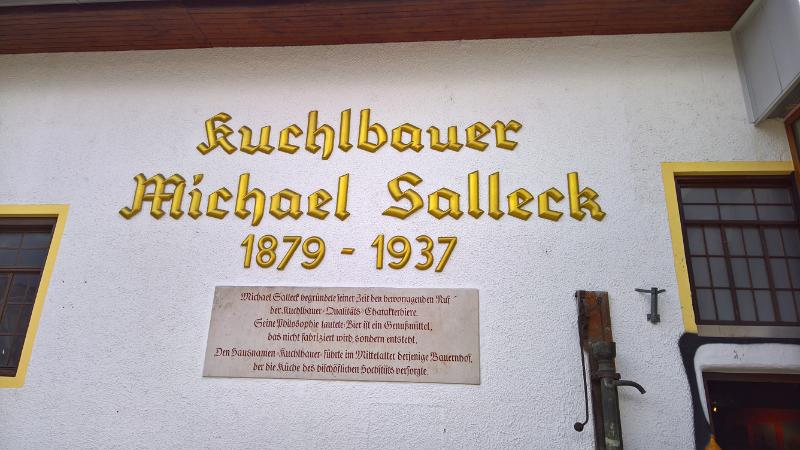 Kuchlbauer
Michael Salleck
1879 - 1937
Michael Salleck begründete seiner Zeit den hervorragenden Ruf
der Kuchlbauer-Qualitäts-Charakterbiere.
Seine Philosophie lautete: Bier ist ein Genußmittel,
das nicht fabriziert wird, sondern entsteht.
Den Hausnamen Kuchlbauer führte im Mittelalter derjenige Bauernhof,
der die Küche des bischöflichen Hochstifts versorgte.